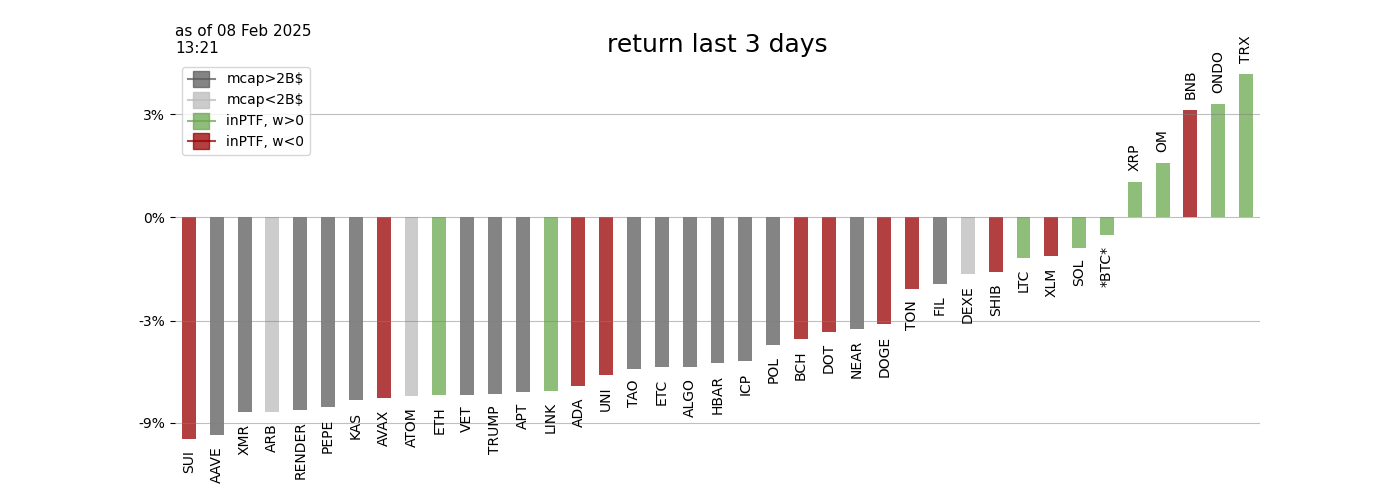 as of 08 Feb 2025
13:21
return last 3 days
mcap>2B$
mcap<2B$
inPTF, w>0
inPTF, w<0
3%
0%
-3%
-9%
SUI
AAVE
XMR
ARB
RENDER
PEPE
KAS
AVAX
ATOM
ETH
VET
TRUMP
APT
LINK
ADA
UNI
TAO
ETC
ALGO
HBAR
ICP
POL
BCH
DOT
NEAR
DOGE
TON
FIL
DEXE
SHIB
LTC
XLM
SOL
*BTC*
XRP
OM
BNB
ONDO
TRX